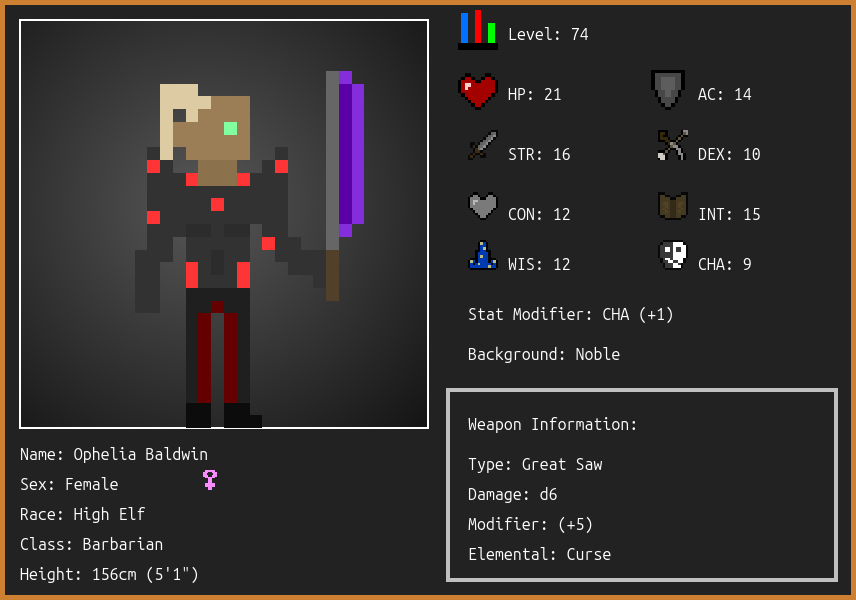 Level: 74
HP: 21
AC: 14
STR: 16
DEX: 10
CON: 12
INT: 15
WIS: 12
CHA: 9
Stat Modifier: CHA (+1)
Background: Noble
Weapon Information:
Type: Great Saw
Damage: d6
Modifier: (+5)
Elemental: Curse
Name: Ophelia Baldwin
Sex: Female
Race: High Elf
Class: Barbarian
Height: 156cm (5'1")